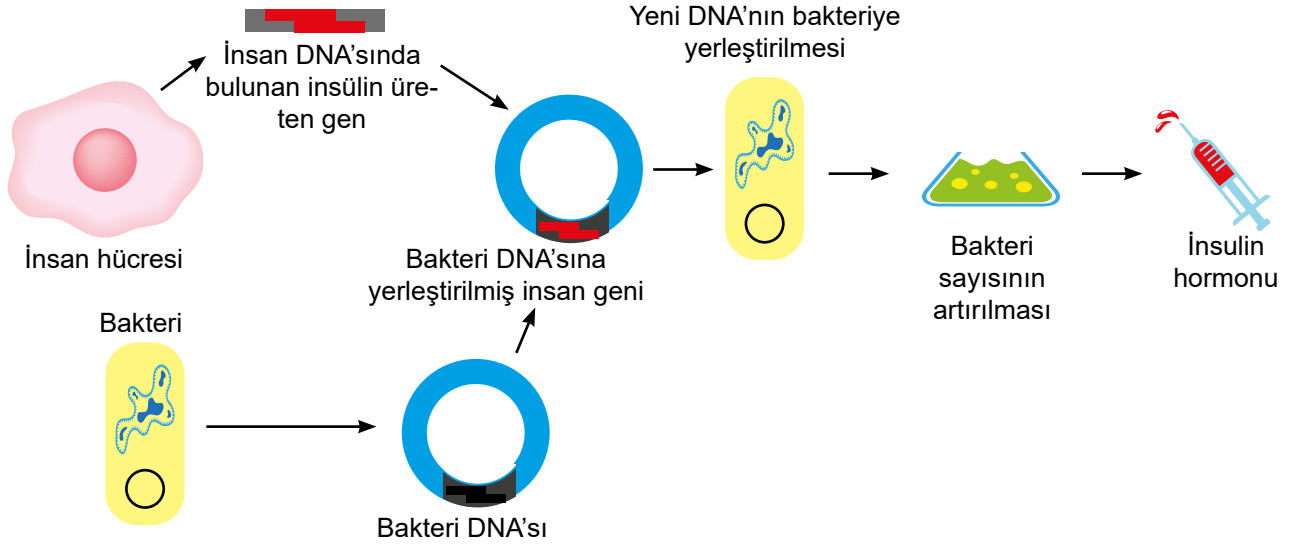 İnsan DNA’sında
bulunan insülin üre-
ten gen
İnsan hücresi
Bakteri
Bakteri DNA’sı
Bakteri DNA’sına
yerleştirilmiş insan geni
Yeni DNA’nın bakteriye
yerleştirilmesi
Bakteri
sayısının
artırılması
İnsulin
hormonu